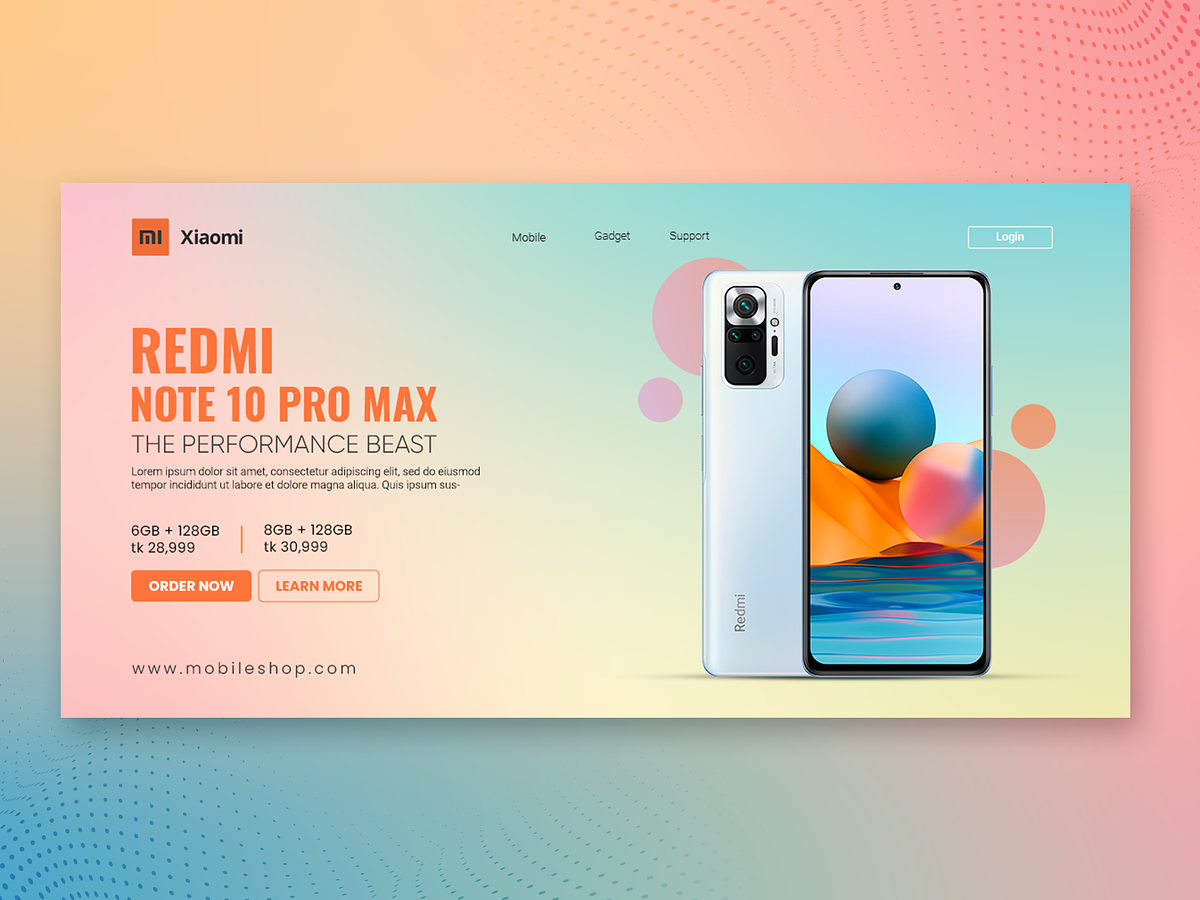 mi Xiaomi
Mobile Gadget Support
Login
REDMI
NOTE 10 PRO MAX
THE PERFORMANCE BEAST
Lorem ipsum dolor sit amet, consectetur adipiscing elit, sed do eiusmod
tempor incididunt ut labore et dolore magna aliqua. Quis ipsum sus-
6GB + 128GB
tk 28,999
8GB + 128GB
tk 30,999
ORDER NOW
LEARN MORE
www.mobileshop.com
Redmi